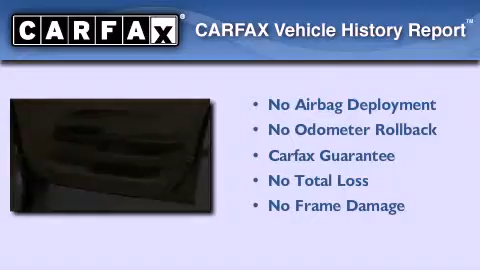 CARFAX® CARFAX Vehicle History Report™
• No Airbag Deployment
• No Odometer Rollback
• Carfax Guarantee
• No Total Loss
• No Frame Damage